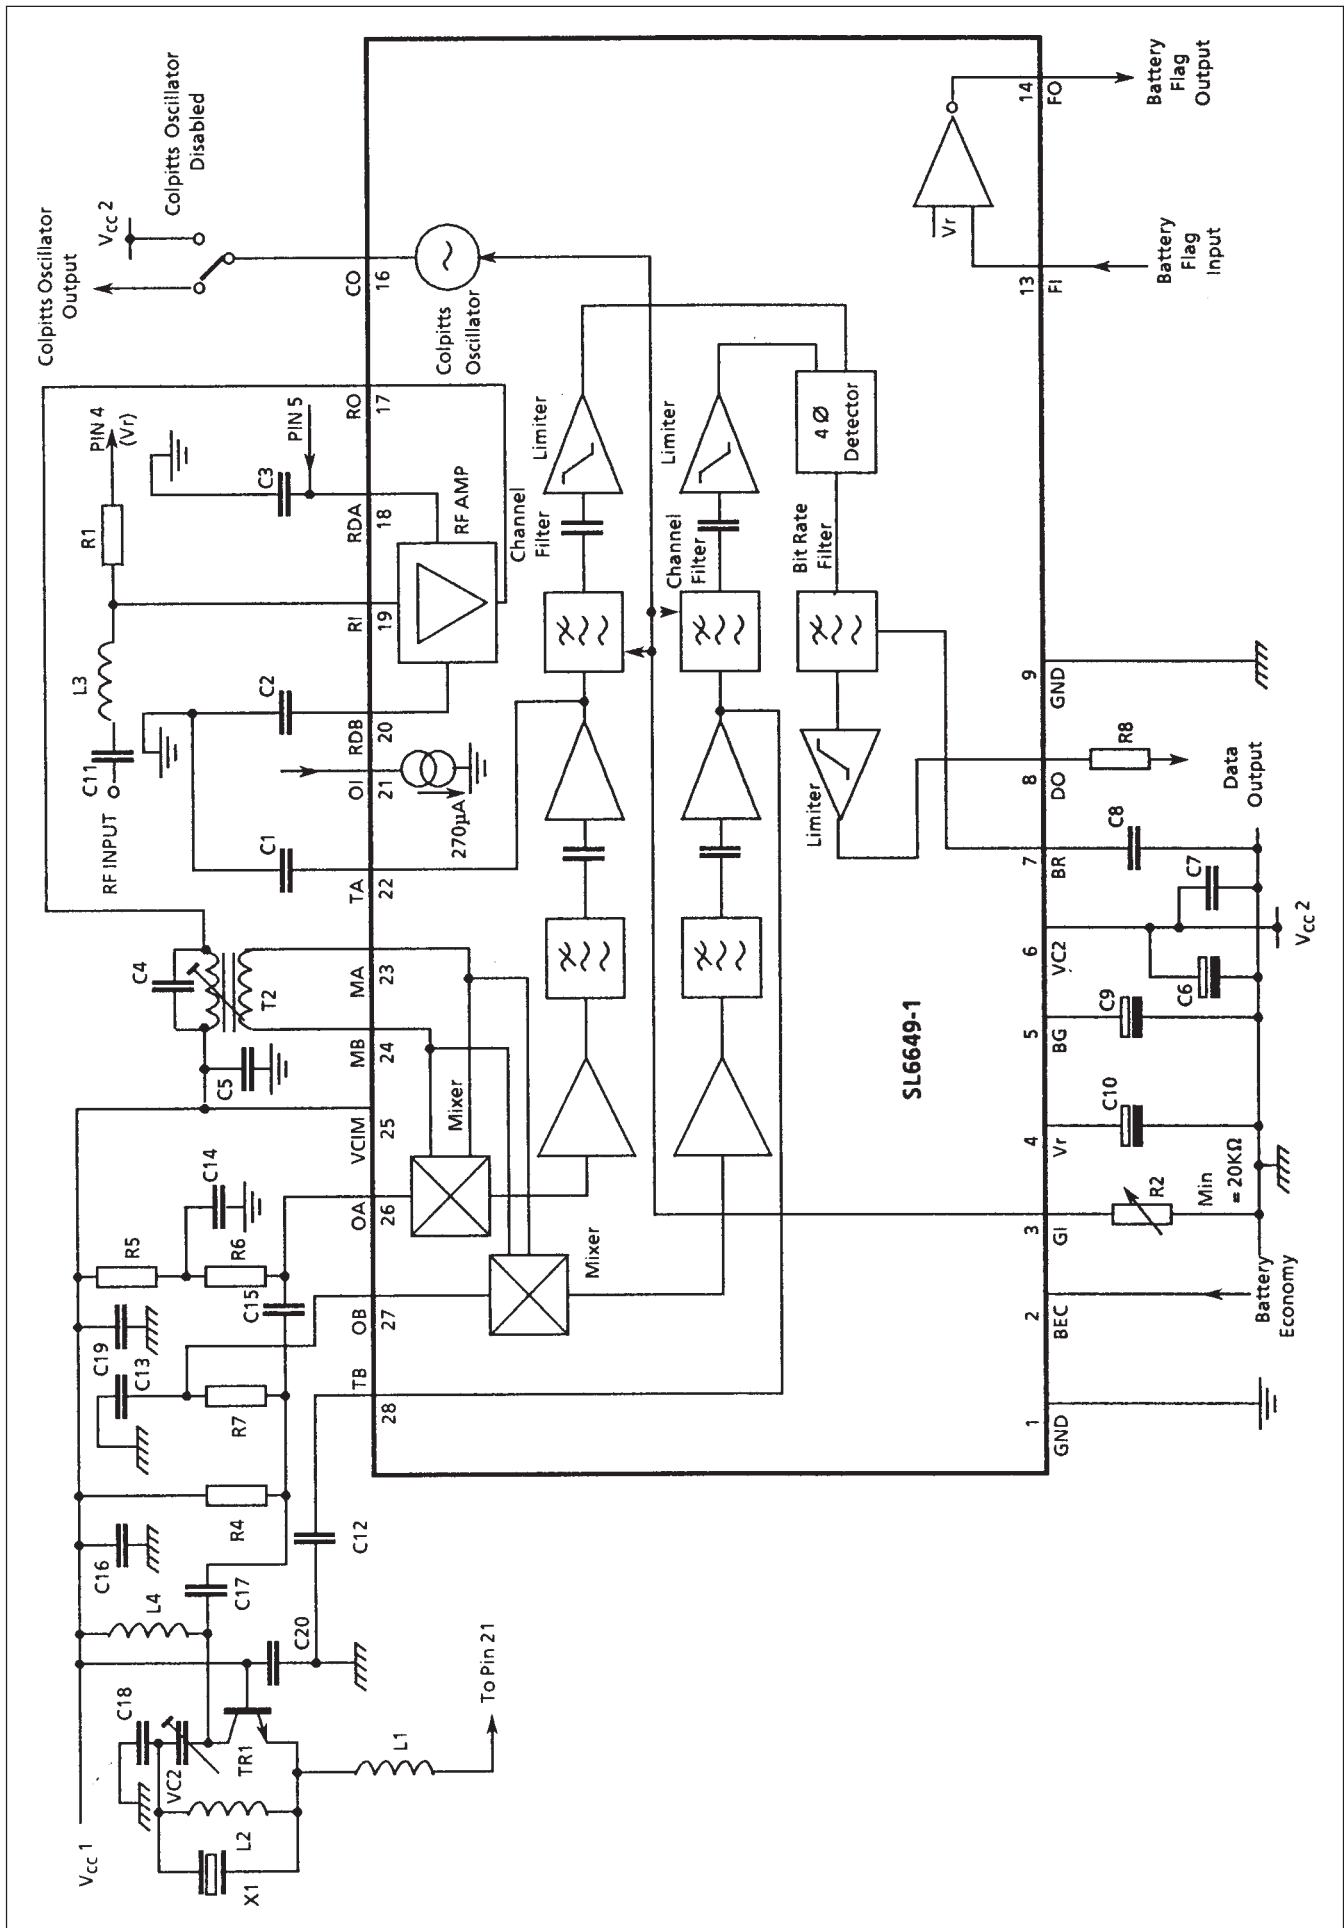 Vcc 1
X1
L2
VC2
C18
TR1
L1
To Pin 21
C20
L4
C17
C16
R4
C12
R7
C13
C19
C15
R5
R6
C14
C5
C4
T2
RF INPUT
C11
L3
R1
PIN 4
(Vr)
C1
C2
C3
PIN 5
Colpitts Oscillator
Output
Vcc 2
Colpitts Oscillator
Disabled
28
TB
27
OB
26
OA
25
VCIM
24
MB
23
MA
22
TA
21
OI
20
RDB
19
RI
18
RDA
17
RO
16
CO
270µA
RF AMP
Colpitts
Oscillator
Mixer
Mixer
Channel
Filter
Limiter
Channel
Filter
Limiter
4 Ø
Detector
Bit Rate
Filter
Limiter
Vr
SL6649-1
1
GND
2
BEC
3
GI
4
Vr
5
BG
6
VC2
7
BR
8
DO
9
GND
13
FI
14
FO
Battery
Economy
R2
Min
= 20KΩ
C10
C9
C6
C7
Vcc 2
C8
R8
Data
Output
Battery
Flag
Input
Battery
Flag
Output